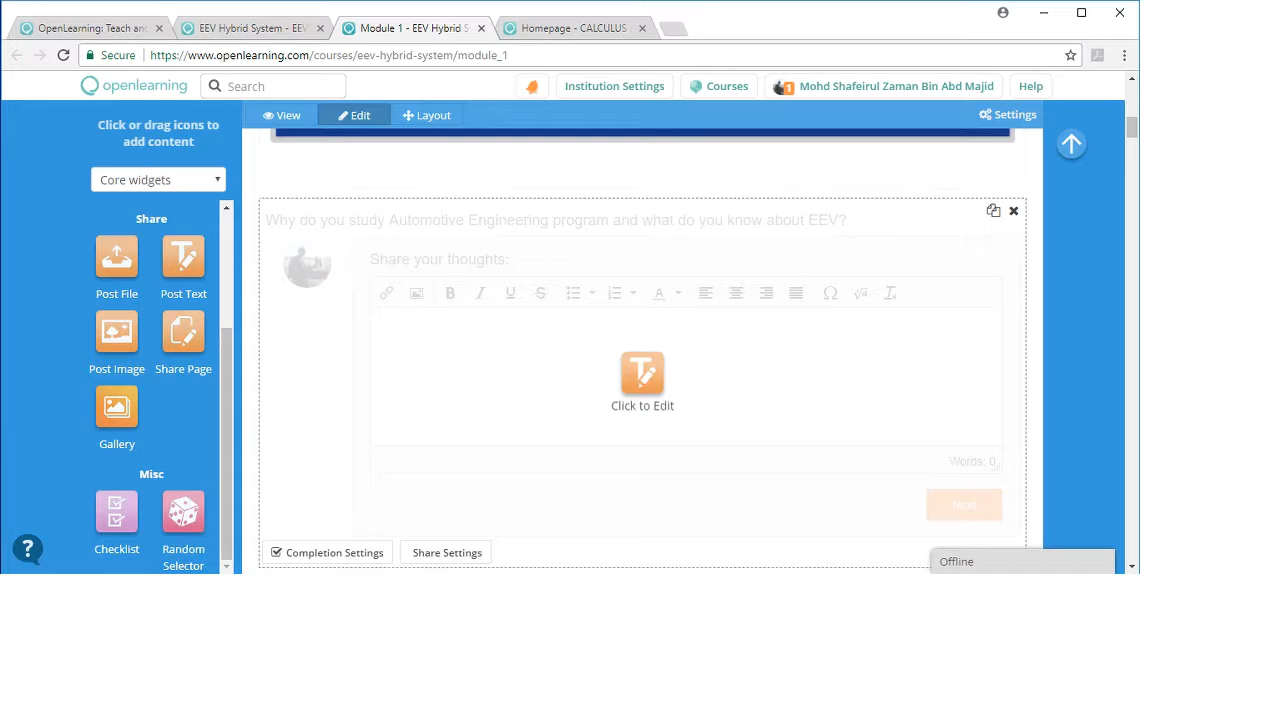 OpenLearning: Teach an
EEV Hybrid System - EEV
Module 1 - EEV Hybrid S
Homepage - CALCULUS
Secure
https://www.openlearning.com/courses/eev-hybrid-system/module_1
openlearning
Search
Institution Settings
Courses
1
Mohd Shafeirul Zaman Bin Abd Majid
Help
Click or drag icons to
add content
View
Edit
Layout
Settings
Core widgets
Share
Post File
Post Text
Post Image
Share Page
Gallery
Misc
Checklist
Random
Selector
?
Why do you study Automotive Engineering program and what do you know about EEV?
Share your thoughts:
B I U S A Ω √a Ix
Click to Edit
Words: 0
Next
Completion Settings
Share Settings
Offline